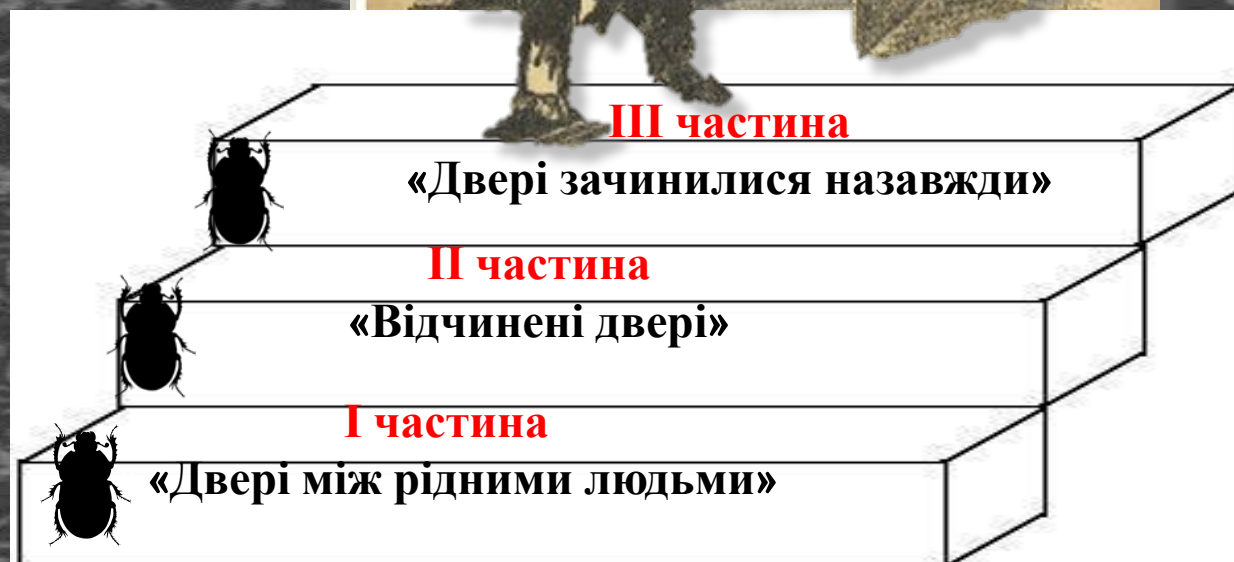 III частина
«Двері зачинилися назавжди»
II частина
«Відчинені двері»
I частина
«Двері між рідними людьми»